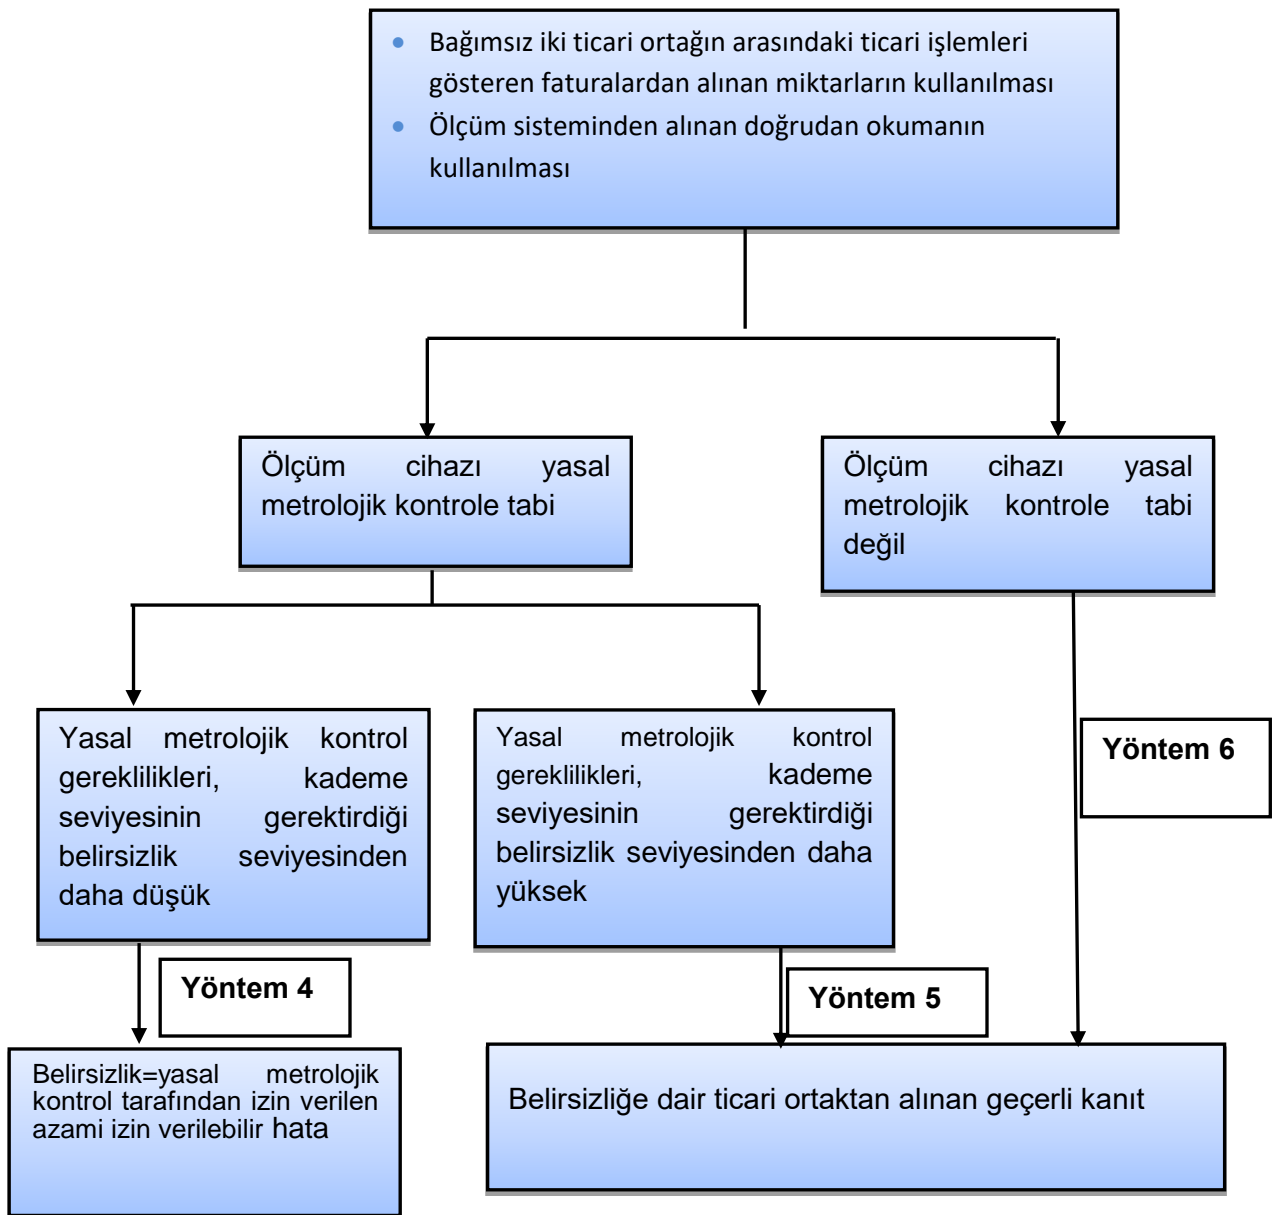 Bağımsız iki ticari ortağın arasındaki ticari işlemleri
gösteren faturalardan alınan miktarların kullanılması
Ölçüm sisteminden alınan doğrudan okumanın
kullanılması
Ölçüm cihazı yasal
metrolojik kontrole tabi
Ölçüm cihazı yasal
metrolojik kontrole tabi
değil
Yasal metrolojik kontrol
gereklilikleri, kademe
seviyesinin gerektirdiği
belirsizlik seviyesinden
daha düşük
Yasal metrolojik kontrol
gereklilikleri, kademe
seviyesinin gerektirdiği
belirsizlik seviyesinden daha
yüksek
Yöntem 6
Yöntem 4
Yöntem 5
Belirsizlik=yasal metrolojik
kontrol tarafından izin verilen
azami izin verilebilir hata
Belirsizliğe dair ticari ortaktan alınan geçerli kanıt